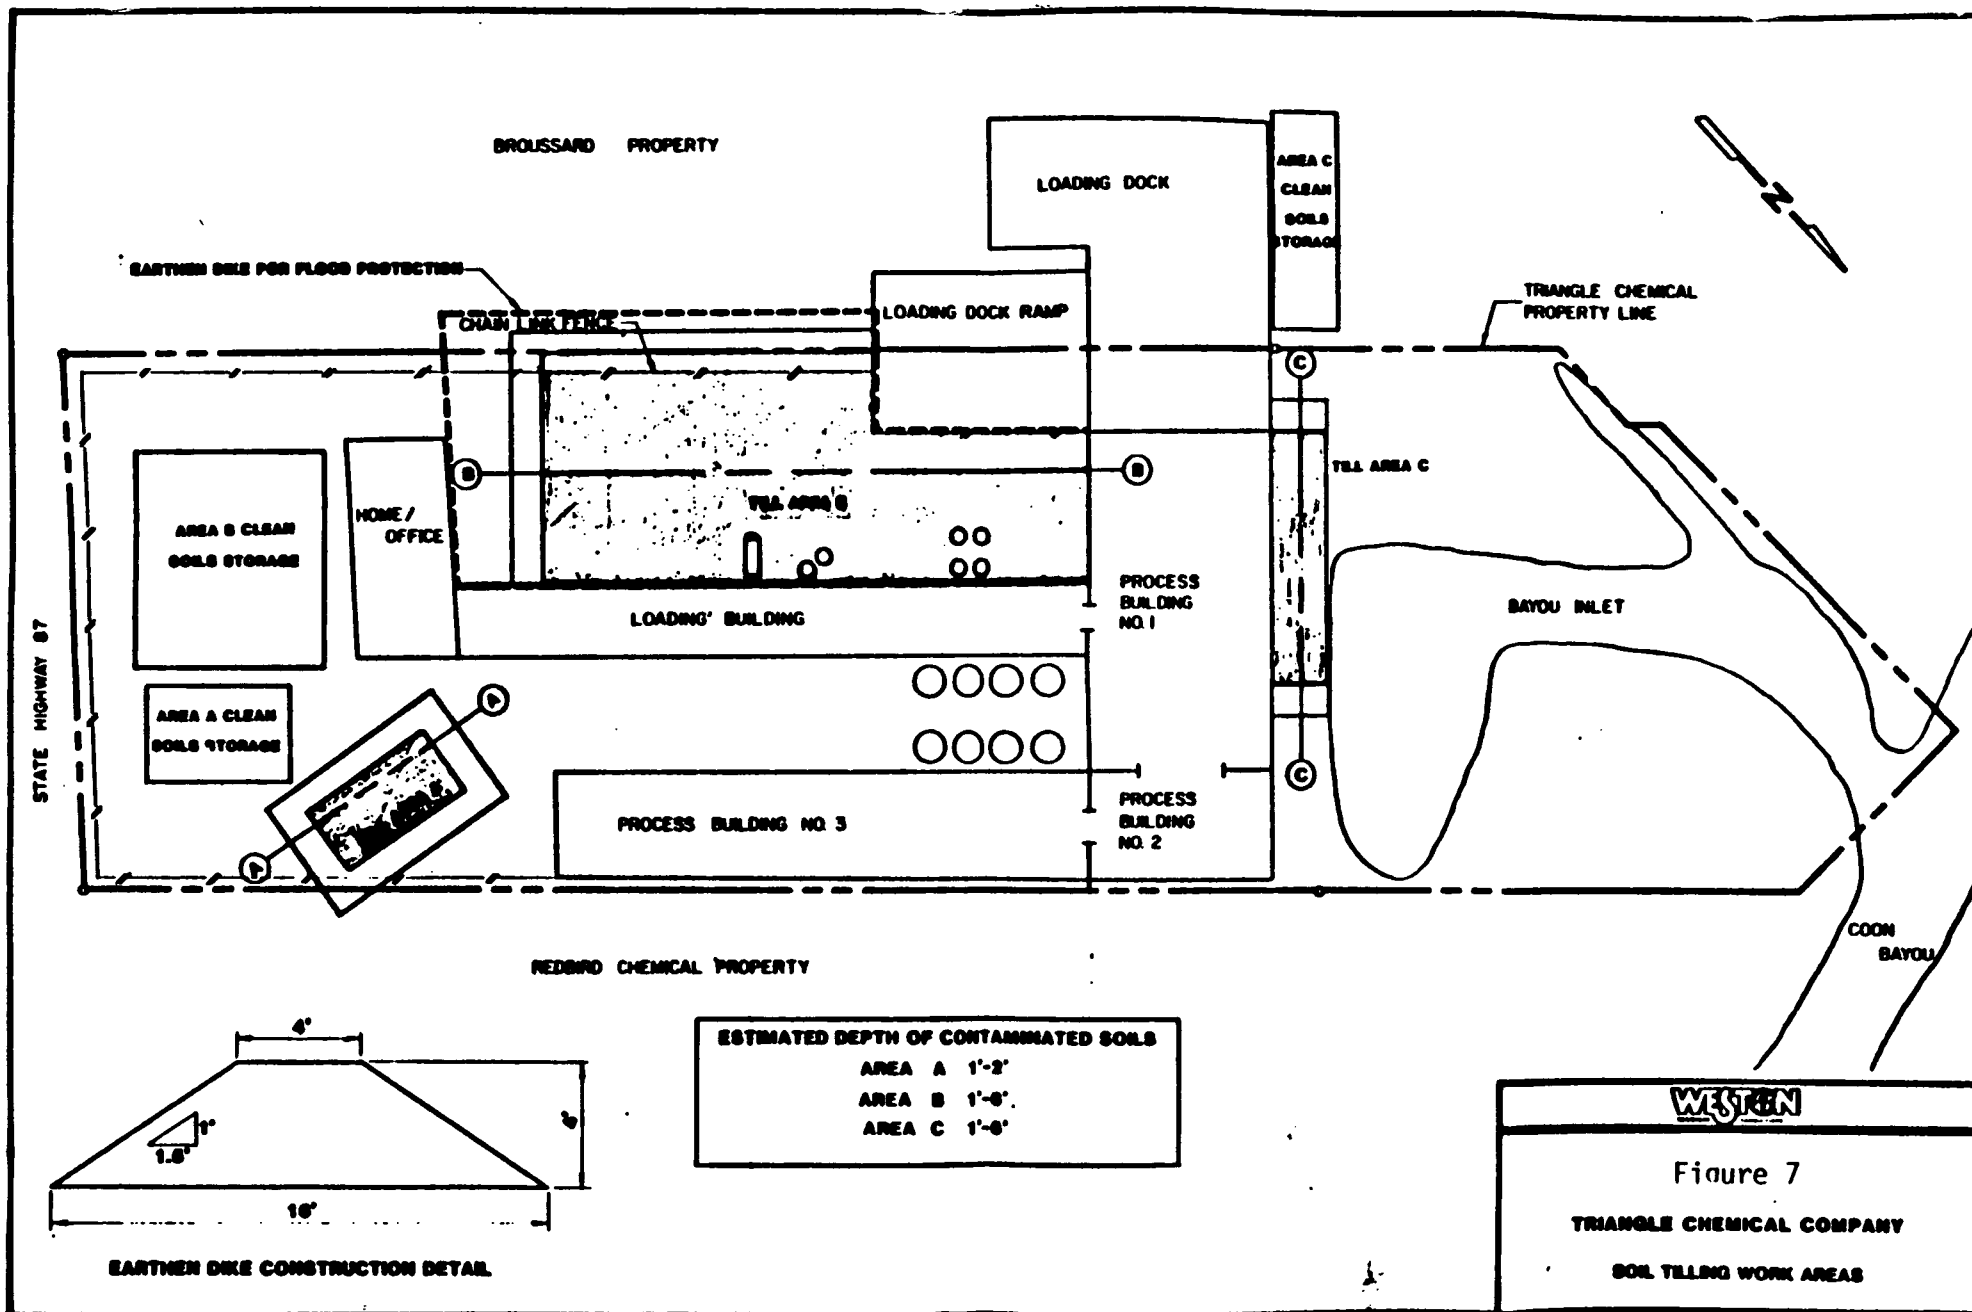 BROUSSARD PROPERTY
LOADING DOCK
AREA C
CLEAN
SOILS
STORAGE
N
EARTHEN DIKE FOR FLOOD PROTECTION
CHAIN LINK FENCE
LOADING DOCK RAMP
TRIANGLE CHEMICAL
PROPERTY LINE
C
B
B
TILL AREA C
TILL AREA B
HOME/
OFFICE
AREA B CLEAN
SOILS STORAGE
PROCESS
BUILDING
NO. 1
LOADING BUILDING
BAYOU INLET
STATE HIGHWAY 87
AREA A CLEAN
SOILS STORAGE
A
A
C
PROCESS BUILDING NO. 3
PROCESS
BUILDING
NO. 2
COON
BAYOU
REDBIRD CHEMICAL PROPERTY
4'
1'
1.5'
16'
EARTHEN DIKE CONSTRUCTION DETAIL
ESTIMATED DEPTH OF CONTAMINATED SOILS
AREA A 1'-2'
AREA B 1'-6'
AREA C 1'-6'
WESTON
Figure 7
TRIANGLE CHEMICAL COMPANY
SOIL TILLING WORK AREAS